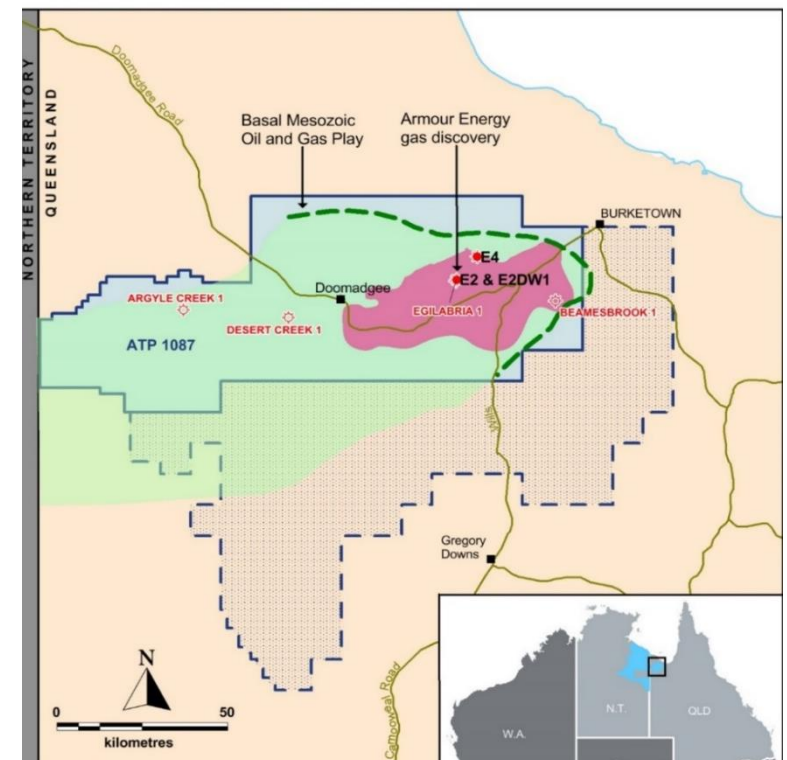 Doomadgee Road
NORTHERN TERRITORY
QUEENSLAND
Basal Mesozoic
Oil and Gas Play
Armour Energy
gas discovery
BURKETOWN
E4
E2 & E2DW1
Doomadgee
ARGYLE CREEK 1
DESERT CREEK 1
EGILABRIA 1
BEAMESBROOK 1
ATP 1087
Wills
Gregory
Downs
Camooweal Road
N
0
50
kilometres
W.A.
N.T.
QLD